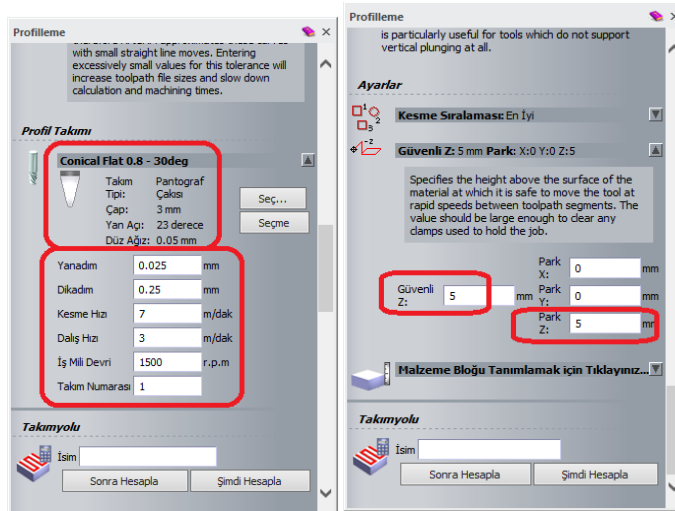 Profilleme
with small straight line moves. Entering
excessively small values for this tolerance will
increase toolpath file sizes and slow down
calculation and machining times.
Profil Takımı
Conical Flat 0.8 - 30deg
Takım Tipi: Pantograf Çakısı
Çap: 3 mm
Yan Açı: 23 derece
Düz Ağız: 0.05 mm
Seç...
Seçme
Yanadım 0.025 mm
Dikadım 0.25 mm
Kesme Hızı 7 m/dak
Dalış Hızı 3 m/dak
İş Mili Devri 1500 r.p.m
Takım Numarası 1
Takımyolu
İsim
Sonra Hesapla Şimdi Hesapla
Profilleme
is particularly useful for tools which do not support
vertical plunging at all.
Ayarlar
Kesme Sıralaması: En İyi
Güvenli Z: 5 mm Park: X:0 Y:0 Z:5
Specifies the height above the surface of the
material at which it is safe to move the tool at
rapid speeds between toolpath segments. The
value should be large enough to clear any
clamps used to hold the job.
Güvenli Z: 5 mm
Park X: 0 mm
Park Y: 0 mm
Park Z: 5
Malzeme Bloğu Tanımlamak için Tıklayınız...
Takımyolu
İsim
Sonra Hesapla Şimdi Hesapla